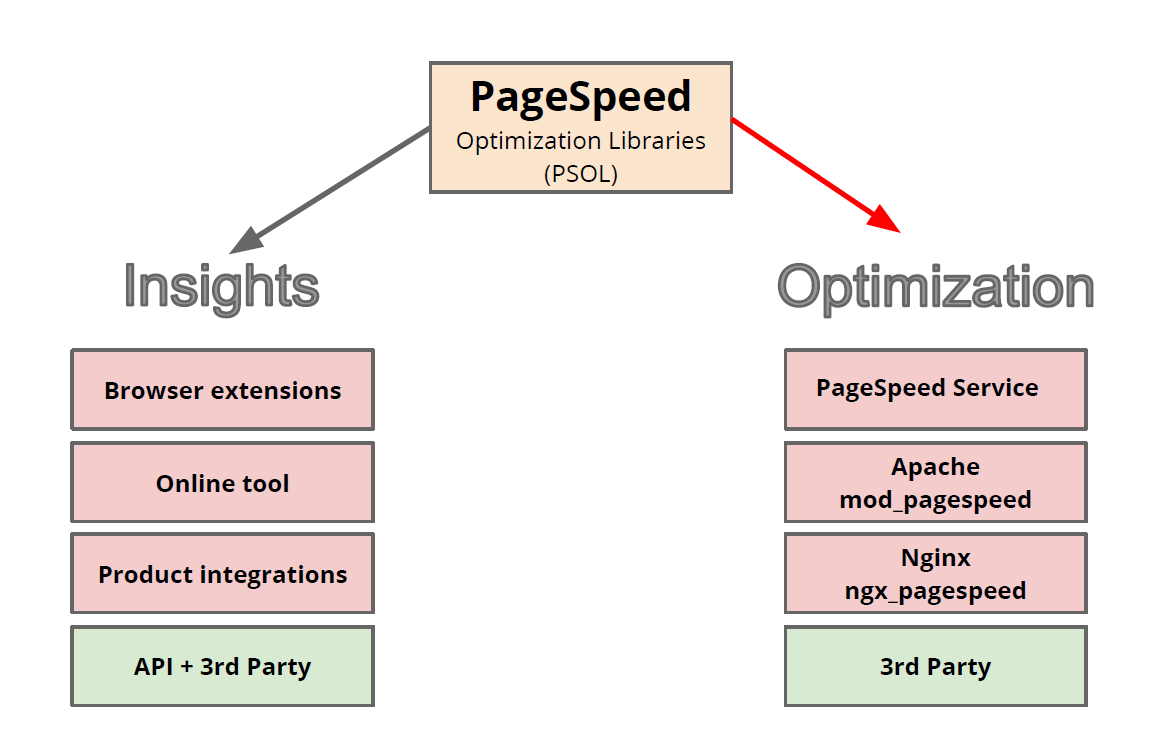 PageSpeed
Optimization Libraries
(PSOL)
Insights
Browser extensions
Online tool
Product integrations
API + 3rd Party
Optimization
PageSpeed Service
Apache
mod_pagespeed
Nginx
ngx_pagespeed
3rd Party